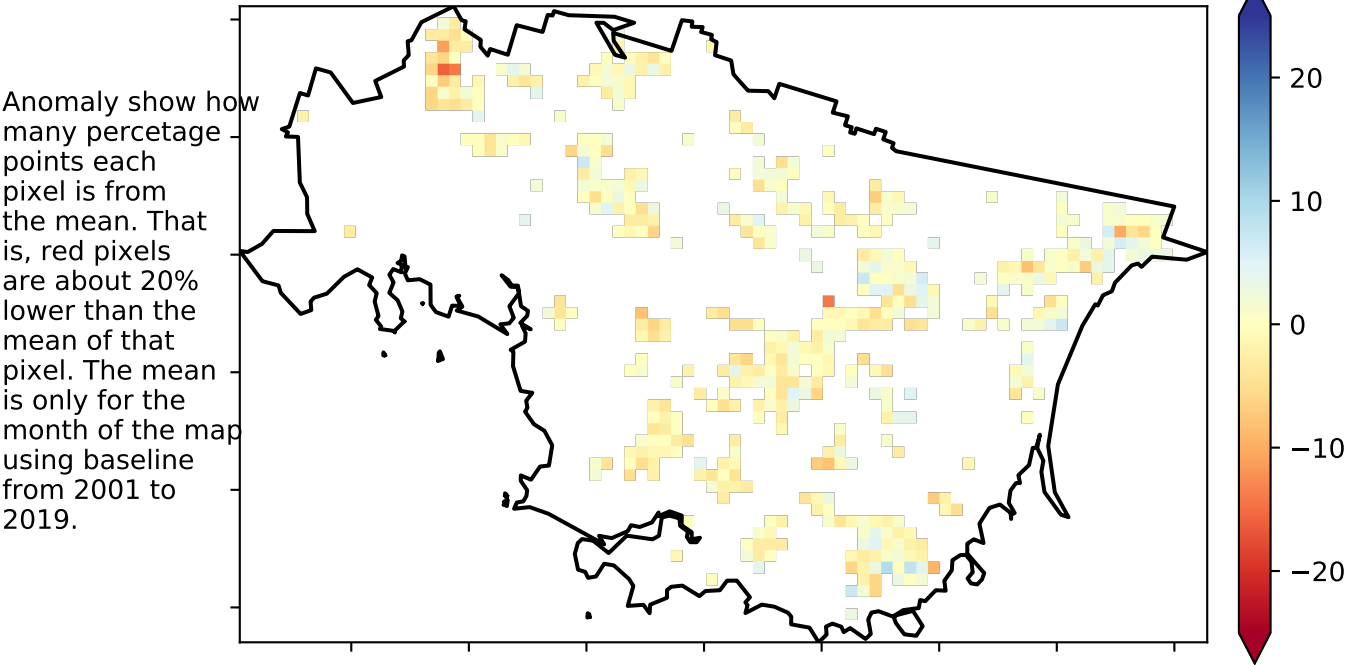 Anomaly show how
many percetage
points each
pixel is from
the mean. That
is, red pixels
are about 20%
lower than the
mean of that
pixel. The mean
is only for the
month of the map
using baseline
from 2001 to
2019.
20
10
0
−10
−20